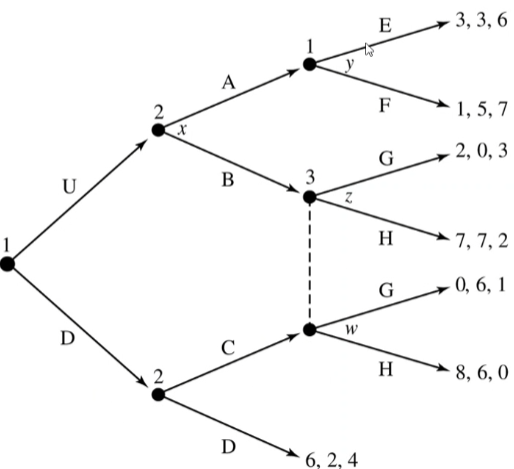 E
3, 3, 6
1
y
A
F
1, 5, 7
2
x
G
2, 0, 3
B
3
U
z
H
7, 7, 2
1
G
0, 6, 1
D
C
w
2
H
8, 6, 0
D
6, 2, 4